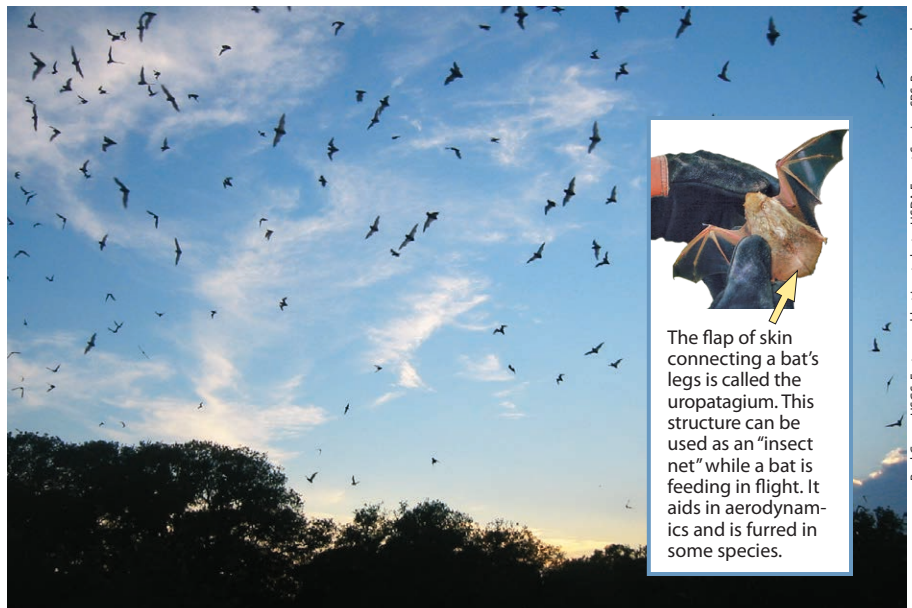 The flap of skin
connecting a bat's
legs is called the
uropatagium. This
structure can be
used as an “insect
net” while a bat is
feeding in flight. It
aids in aerodynam-
ics and is furred in
some species.